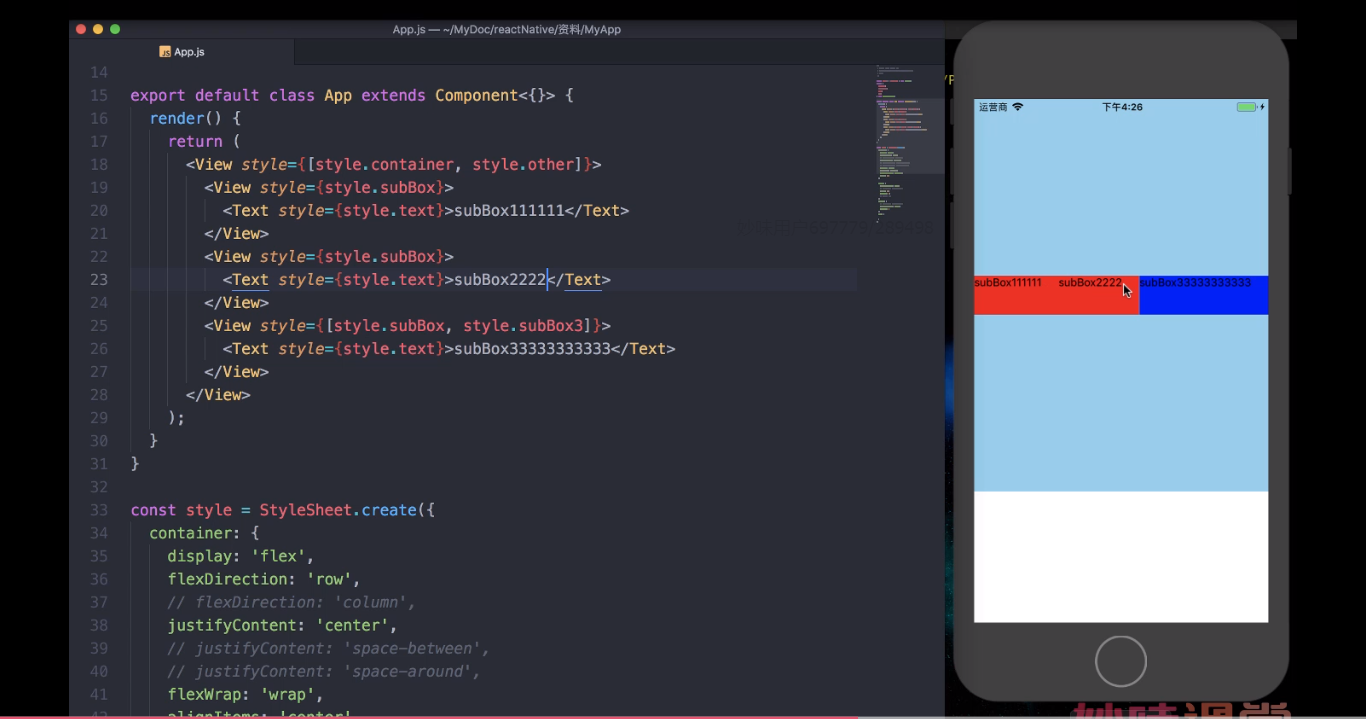 App.js — ~/MyDoc/reactNative/资料/MyApp
App.js
14
15 export default class App extends Component<{}> {
16 render() {
17 return (
18 <View style={[style.container, style.other]}>
19 <View style={style.subBox}>
20 <Text style={style.text}>subBox111111</Text>
21 </View>
22 <View style={style.subBox}>
23 <Text style={style.text}>subBox2222</Text>
24 </View>
25 <View style={[style.subBox, style.subBox3]}>
26 <Text style={style.text}>subBox33333333333</Text>
27 </View>
28 </View>
29 );
30 }
31 }
32
33 const style = StyleSheet.create({
34 container: {
35 display: 'flex',
36 flexDirection: 'row',
37 // flexDirection: 'column',
38 justifyContent: 'center',
39 // justifyContent: 'space-between',
40 // justifyContent: 'space-around',
41 flexWrap: 'wrap',
42 alignItems: 'center'
运营商 下午4:26
subBox111111 subBox2222 subBox33333333333